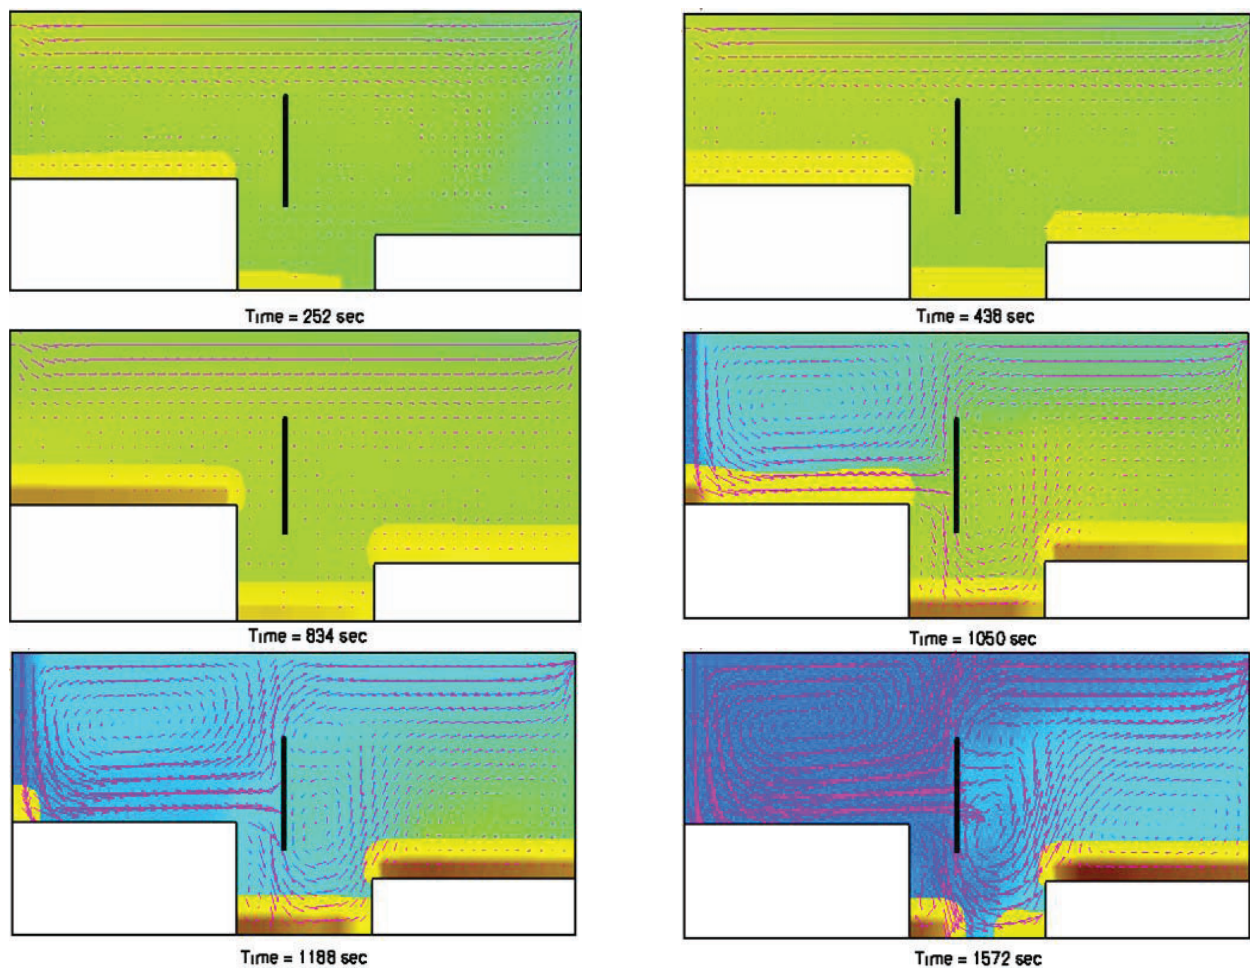 Time = 252 sec
Time = 438 sec
Time = 834 sec
Time = 1050 sec
Time = 1188 sec
Time = 1572 sec